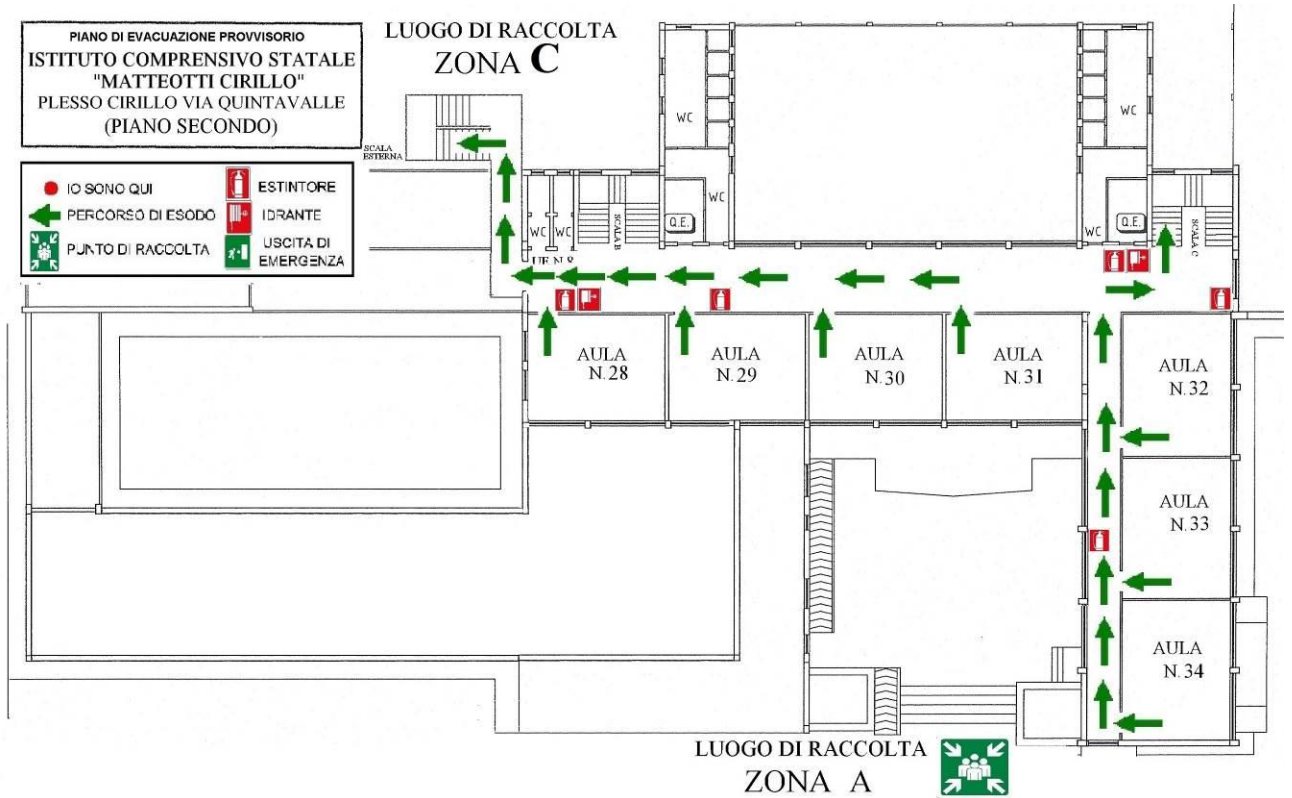 PIANO DI EVACUAZIONE PROVVISORIO
ISTITUTO COMPRENSIVO STATALE
"MATTEOTTI CIRILLO"
PLESSO CIRILLO VIA QUINTAVALLE
(PIANO SECONDO)
LUOGO DI RACCOLTA
ZONA C
IO SONO QUI
ESTINTORE
PERCORSO DI ESODO
IDRANTE
PUNTO DI RACCOLTA
USCITA DI
EMERGENZA
SCALA
ESTERNA
WC
WC
WC
WC
SCALA B
WC
Q.E.
WC
WC
Q.E.
SCALA C
AULA
N.28
AULA
N.29
AULA
N.30
AULA
N.31
AULA
N.32
AULA
N.33
AULA
N.34
LUOGO DI RACCOLTA
ZONA A